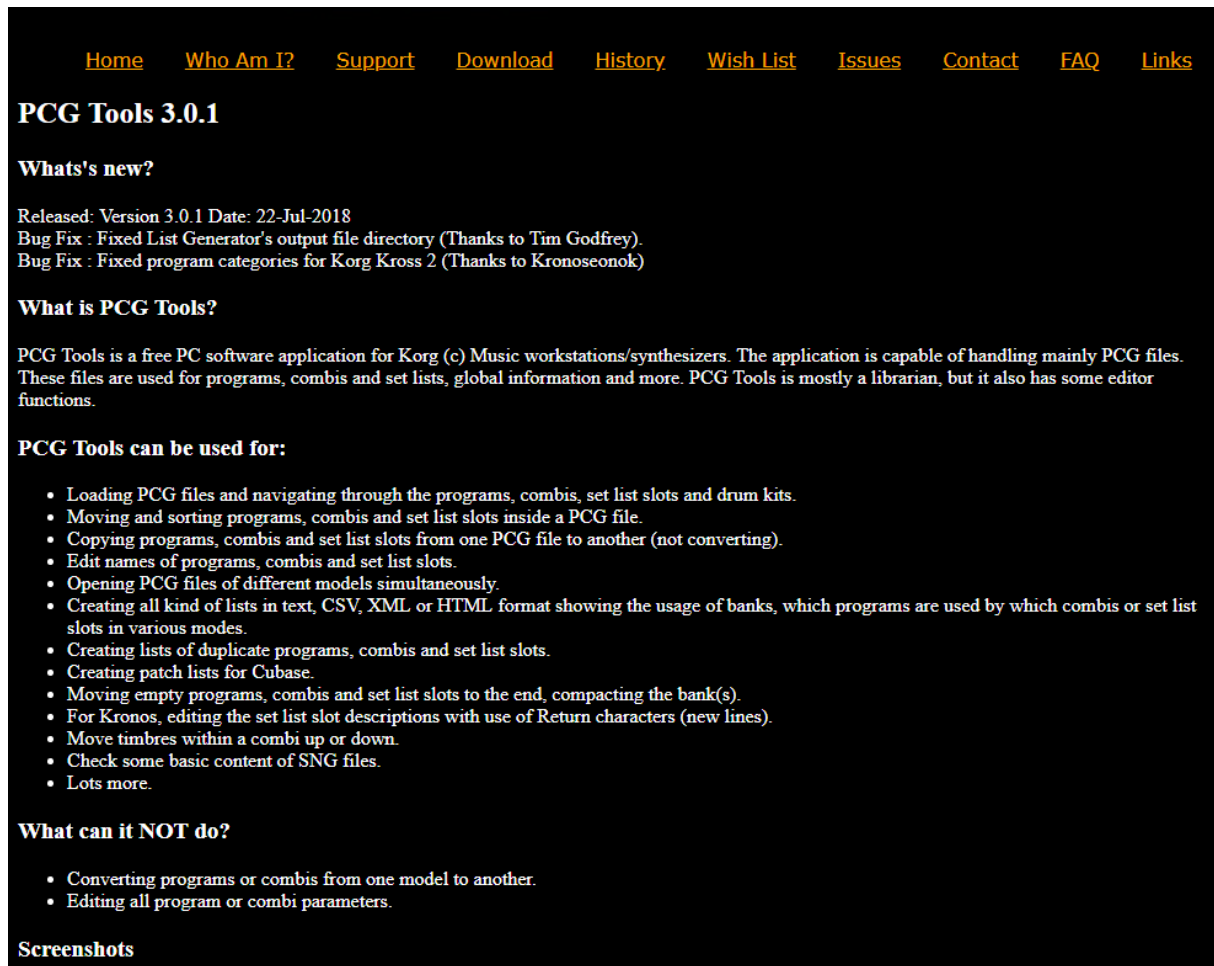 Home Who Am I? Support Download History Wish List Issues Contact FAQ Links
PCG Tools 3.0.1
Whats's new?
Released: Version 3.0.1 Date: 22-Jul-2018
Bug Fix : Fixed List Generator's output file directory (Thanks to Tim Godfrey).
Bug Fix : Fixed program categories for Korg Kross 2 (Thanks to Kronoseonok)
What is PCG Tools?
PCG Tools is a free PC software application for Korg (c) Music workstations/synthesizers. The application is capable of handling mainly PCG files.
These files are used for programs, combis and set lists, global information and more. PCG Tools is mostly a librarian, but it also has some editor
functions.
PCG Tools can be used for:
• Loading PCG files and navigating through the programs, combis, set list slots and drum kits.
• Moving and sorting programs, combis and set list slots inside a PCG file.
• Copying programs, combis and set list slots from one PCG file to another (not converting).
• Edit names of programs, combis and set list slots.
• Opening PCG files of different models simultaneously.
• Creating all kind of lists in text, CSV, XML or HTML format showing the usage of banks, which programs are used by which combis or set list
slots in various modes.
• Creating lists of duplicate programs, combis and set list slots.
• Creating patch lists for Cubase.
• Moving empty programs, combis and set list slots to the end, compacting the bank(s).
• For Kronos, editing the set list slot descriptions with use of Return characters (new lines).
• Move timbres within a combi up or down.
• Check some basic content of SNG files.
• Lots more.
What can it NOT do?
• Converting programs or combis from one model to another.
• Editing all program or combi parameters.
Screenshots